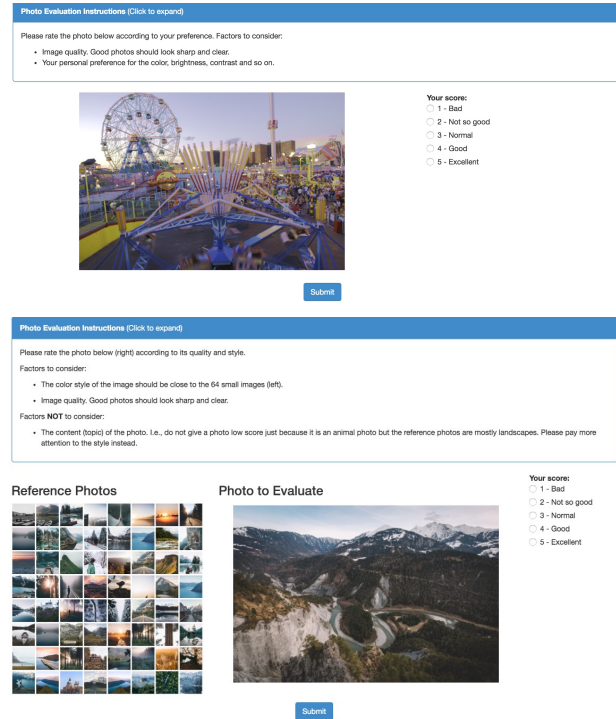 Photo Evaluation Instructions (Click to expand)
Please rate the photo below according to your preference. Factors to consider:
• Image quality. Good photos should look sharp and clear.
• Your personal preference for the color, brightness, contrast and so on.
Your score:
1 - Bad
2 - Not so good
3 - Normal
4 - Good
5 - Excellent
Submit
Photo Evaluation Instructions (Click to expand)
Please rate the photo below (right) according to its quality and style.
Factors to consider:
• The color style of the image should be close to the 64 small images (left).
• Image quality. Good photos should look sharp and clear.
Factors NOT to consider:
• The content (topic) of the photo. I.e., do not give a photo low score just because it is an animal photo but the reference photos are mostly landscapes. Please pay more
attention to the style instead.
Your score:
1 - Bad
2 - Not so good
3 - Normal
4 - Good
5 - Excellent
Reference Photos
Photo to Evaluate
Submit